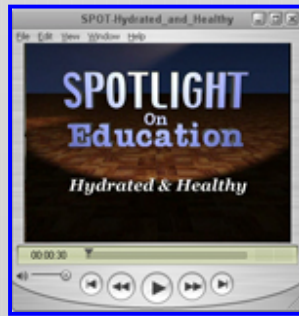 SPOT-Hydrated_and_Healthy
File Edit View Window Help
SPOTLIGHT
On
Education
Hydrated & Healthy
00:00:30